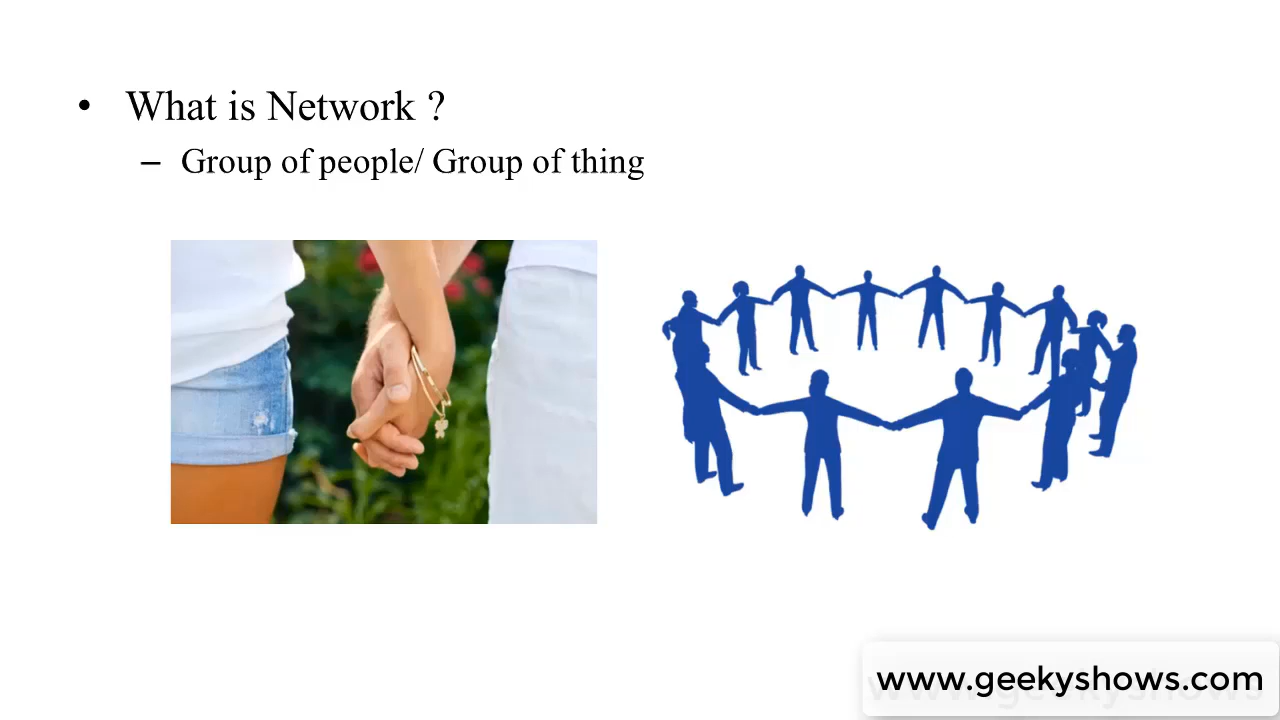 • What is Network ?
– Group of people/ Group of thing
www.geekyshows.com